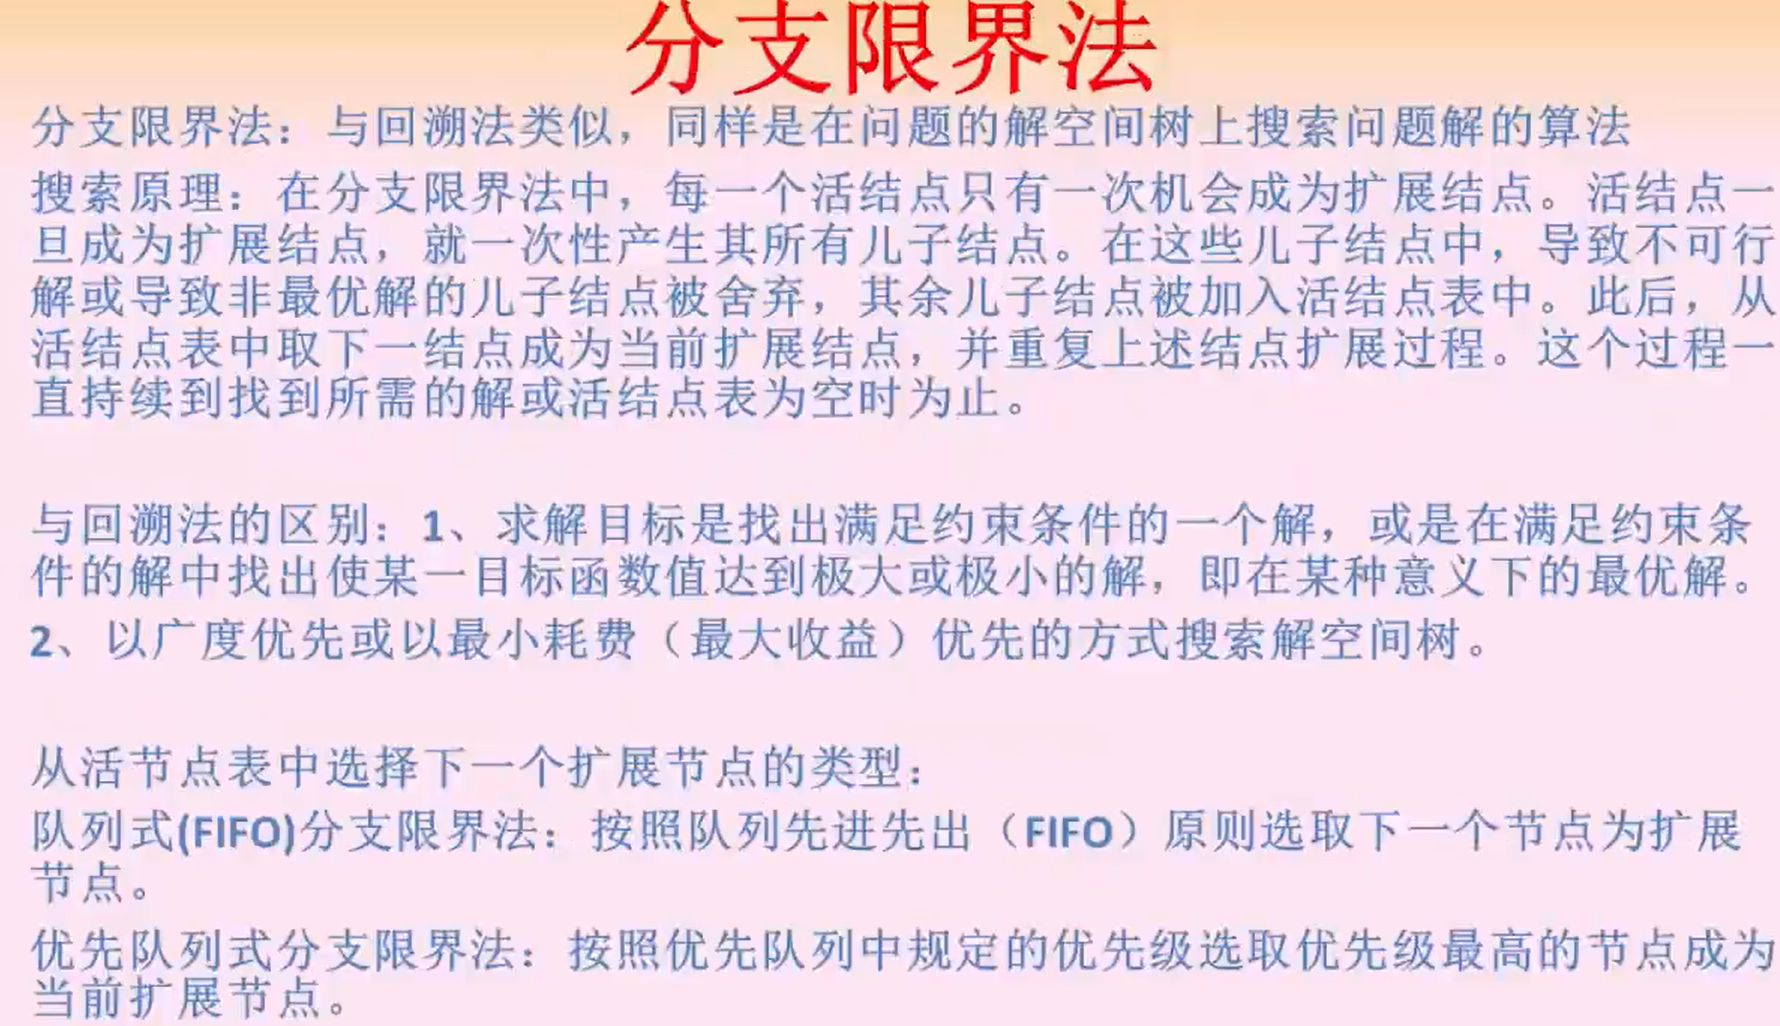 分支限界法
分支限界法：与回溯法类似，同样是在问题的解空间树上搜索问题解的算法
搜索原理：在分支限界法中，每一个活结点只有一次机会成为扩展结点。活结点一
旦成为扩展结点，就一次性产生其所有儿子结点。在这些儿子结点中，导致不可行
解或导致非最优解的儿子结点被舍弃，其余儿子结点被加入活结点表中。此后，从
活结点表中取下一结点成为当前扩展结点，并重复上述结点扩展过程。这个过程一
直持续到找到所需的解或活结点表为空时为止。
与回溯法的区别：1、求解目标是找出满足约束条件的一个解，或是在满足约束条
件的解中找出使某一目标函数值达到极大或极小的解，即在某种意义下的最优解。
2、以广度优先或以最小耗费（最大收益）优先的方式搜索解空间树。
从活节点表中选择下一个扩展节点的类型：
队列式(FIFO)分支限界法：按照队列先进先出（FIFO）原则选取下一个节点为扩展
节点。
优先队列式分支限界法：按照优先队列中规定的优先级选取优先级最高的节点成为
当前扩展节点。